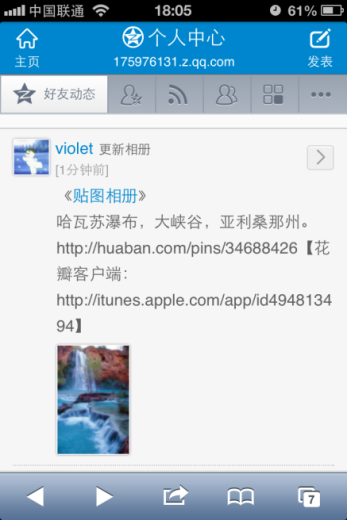 中国联通 18:05 61%
个人中心
主页 175976131.z.qq.com 发表
好友动态
violet 更新相册
[1分钟前]
《贴图相册》
哈瓦苏瀑布，大峡谷，亚利桑那州。
http://huaban.com/pins/34688426【花
瓣客户端：
http://itunes.apple.com/app/id4948134
94】
7